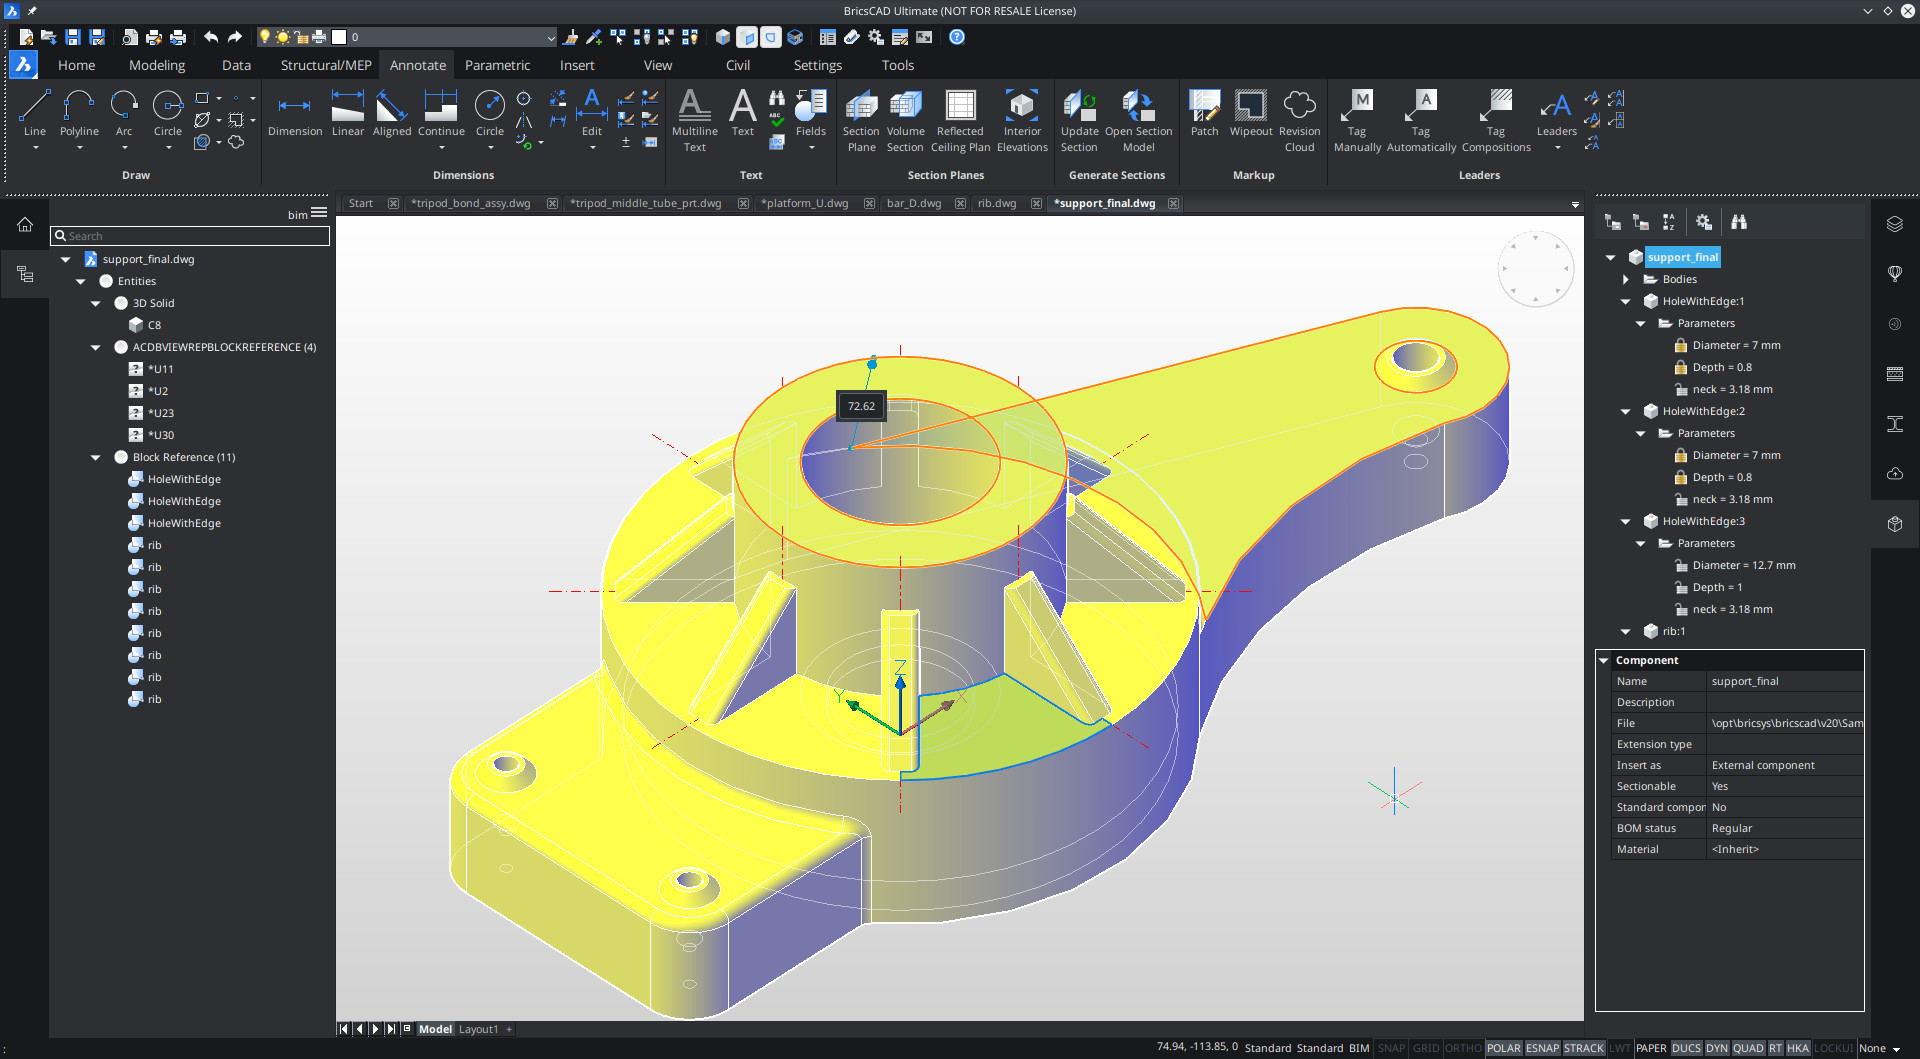 BricsCAD Ultimate (NOT FOR RESALE License)
0
Home Modeling Data Structural/MEP Annotate Parametric Insert View Civil Settings Tools
Line Polyline Arc Circle
Draw
Dimension Linear Aligned Continue Circle Edit
Dimensions
Multiline Text Text Fields
Text
Section Plane Volume Section Reflected Ceiling Plan Interior Elevations
Section Planes
Update Section Open Section Model
Generate Sections
Patch Wipeout Revision Cloud
Markup
Tag Manually Tag Automatically Tag Compositions Leaders
Leaders
Start *tripod_bond_assy.dwg *tripod_middle_tube_prt.dwg *platform_U.dwg bar_D.dwg rib.dwg *support_final.dwg
bim
Search
support_final.dwg
Entities
3D Solid
C8
ACDBVIEWREPBLOCKREFERENCE (4)
*U11
*U2
*U23
*U30
Block Reference (11)
HoleWithEdge
HoleWithEdge
HoleWithEdge
rib
rib
rib
rib
rib
rib
rib
rib
72.62
Z
Y
X
support_final
Bodies
HoleWithEdge:1
Parameters
Diameter = 7 mm
Depth = 0.8
neck = 3.18 mm
HoleWithEdge:2
Parameters
Diameter = 7 mm
Depth = 0.8
neck = 3.18 mm
HoleWithEdge:3
Parameters
Diameter = 12.7 mm
Depth = 1
neck = 3.18 mm
rib:1
Component
Name support_final
Description
File \opt\bricsys\bricscad\v20\Sam
Extension type
Insert as External component
Sectionable Yes
Standard compor No
BOM status Regular
Material <Inherit>
Model Layout1 +
74.94, -113.85, 0 Standard Standard BIM SNAP GRID ORTHO POLAR ESNAP STRACK LWT PAPER DUCS DYN QUAD RT HKA LOCKUI None
: